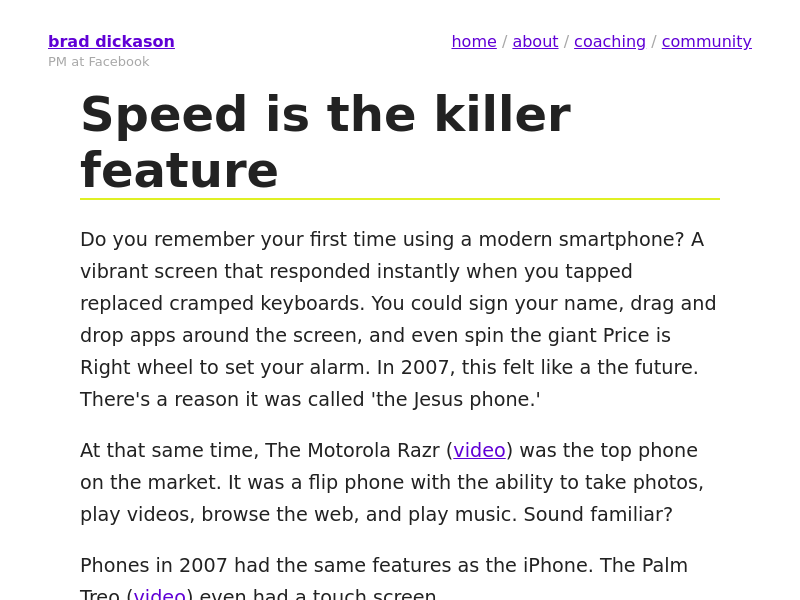 brad dickason
home / about / coaching / community
PM at Facebook
Speed is the killer
feature
Do you remember your first time using a modern smartphone? A
vibrant screen that responded instantly when you tapped
replaced cramped keyboards. You could sign your name, drag and
drop apps around the screen, and even spin the giant Price is
Right wheel to set your alarm. In 2007, this felt like a the future.
There's a reason it was called 'the Jesus phone.'
At that same time, The Motorola Razr (video) was the top phone
on the market. It was a flip phone with the ability to take photos,
play videos, browse the web, and play music. Sound familiar?
Phones in 2007 had the same features as the iPhone. The Palm
Treo (video) even had a touch screen.